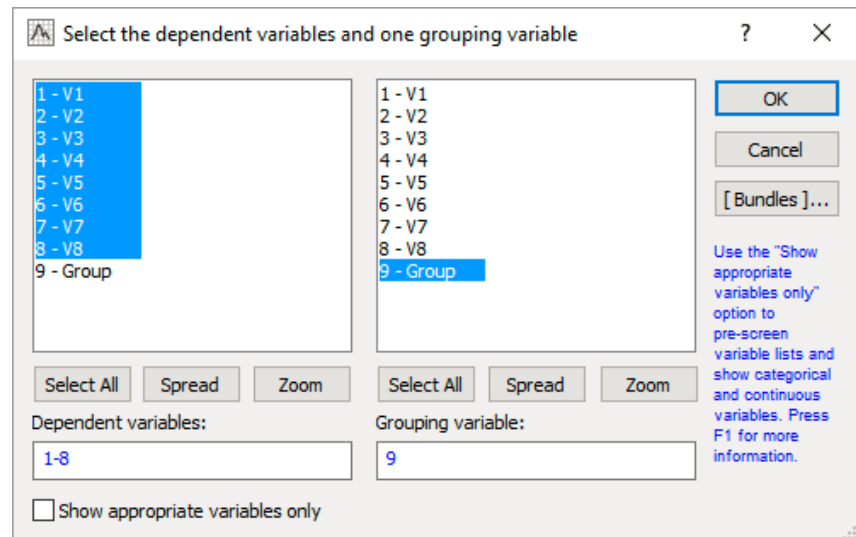 Select the dependent variables and one grouping variable
?
1 - V1
2 - V2
3 - V3
4 - V4
5 - V5
6 - V6
7 - V7
8 - V8
9 - Group
Select All
Spread
Zoom
Dependent variables:
1-8
Show appropriate variables only
1 - V1
2 - V2
3 - V3
4 - V4
5 - V5
6 - V6
7 - V7
8 - V8
9 - Group
Select All
Spread
Zoom
Grouping variable:
9
OK
Cancel
[ Bundles ]...
Use the "Show
appropriate
variables only"
option to
pre-screen
variable lists and
show categorical
and continuous
variables. Press
F1 for more
information.